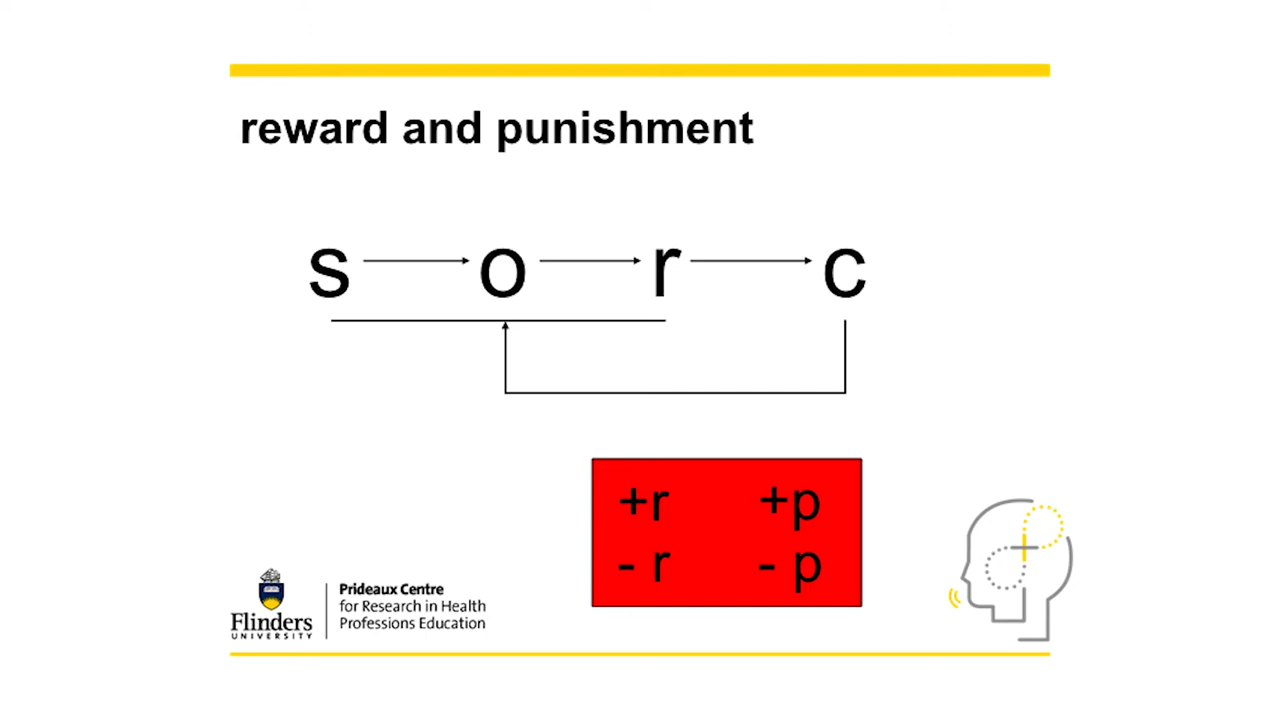 reward and punishment
s o r c
+r +p
- r - p
Flinders
UNIVERSITY
Prideaux Centre
for Research in Health
Professions Education